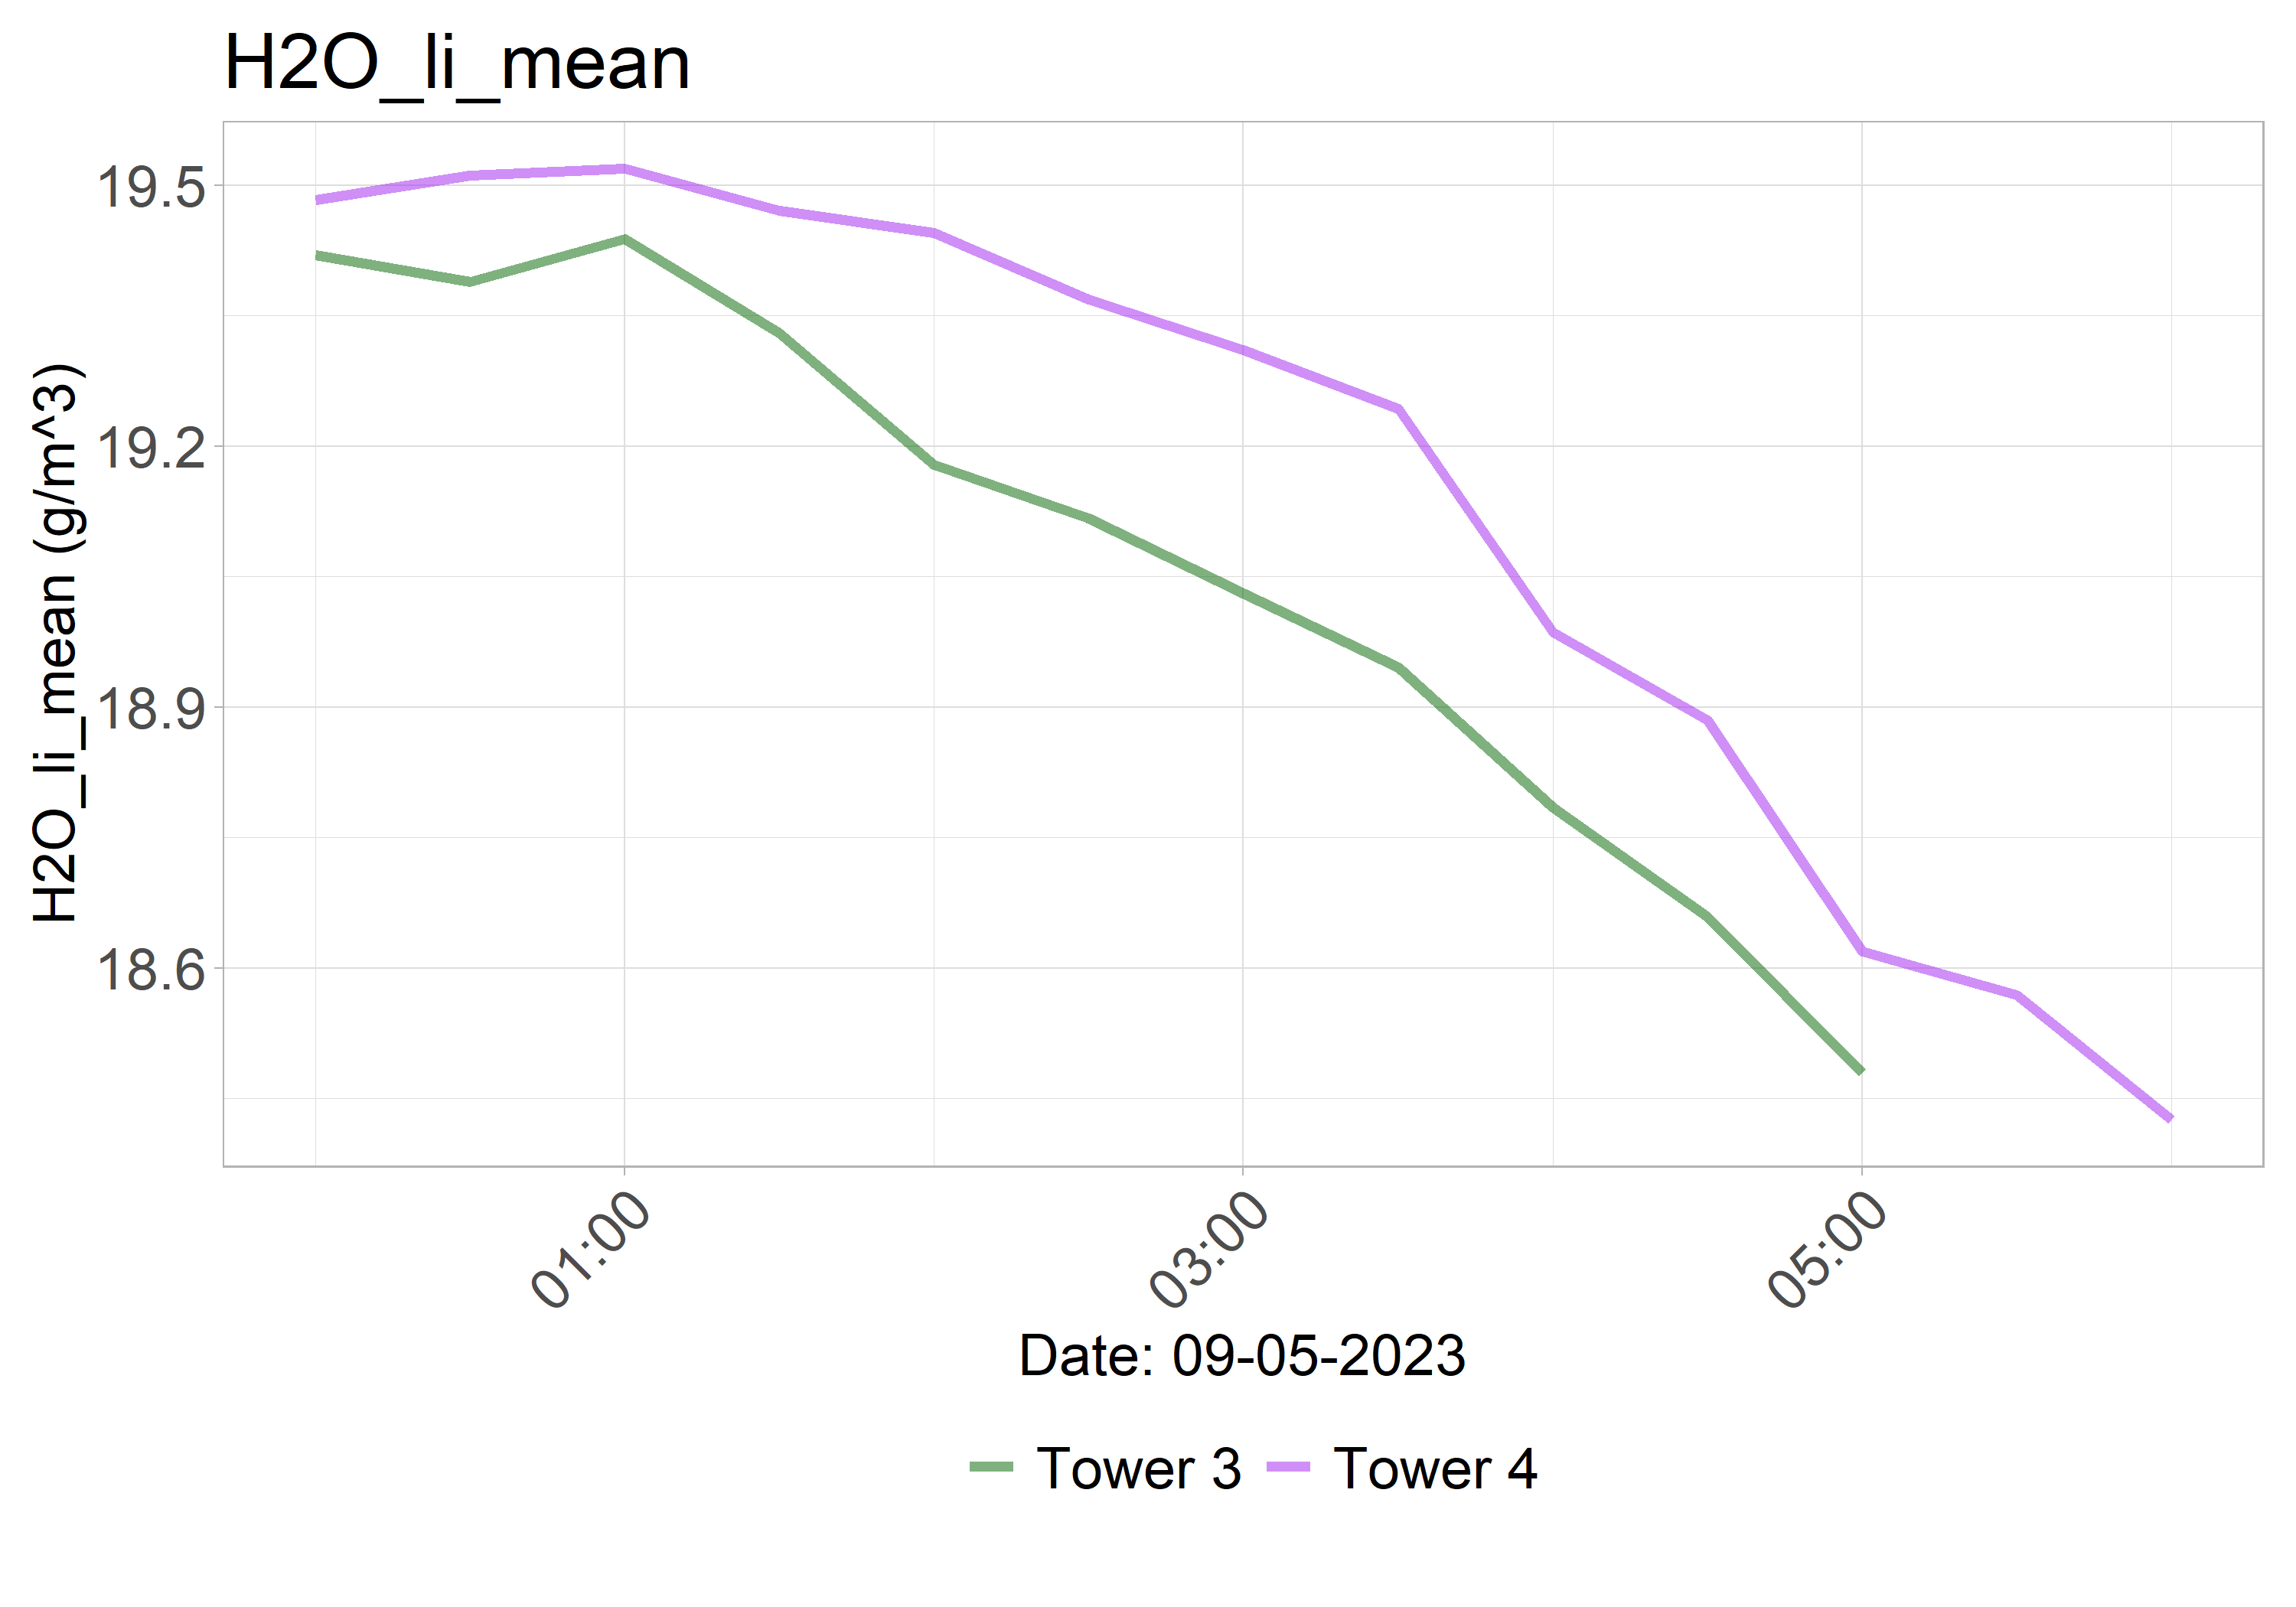 H2O_li_mean
H2O_li_mean (g/m^3)
19.5
19.2
18.9
18.6
01:00
03:00
05:00
Date: 09-05-2023
Tower 3
Tower 4